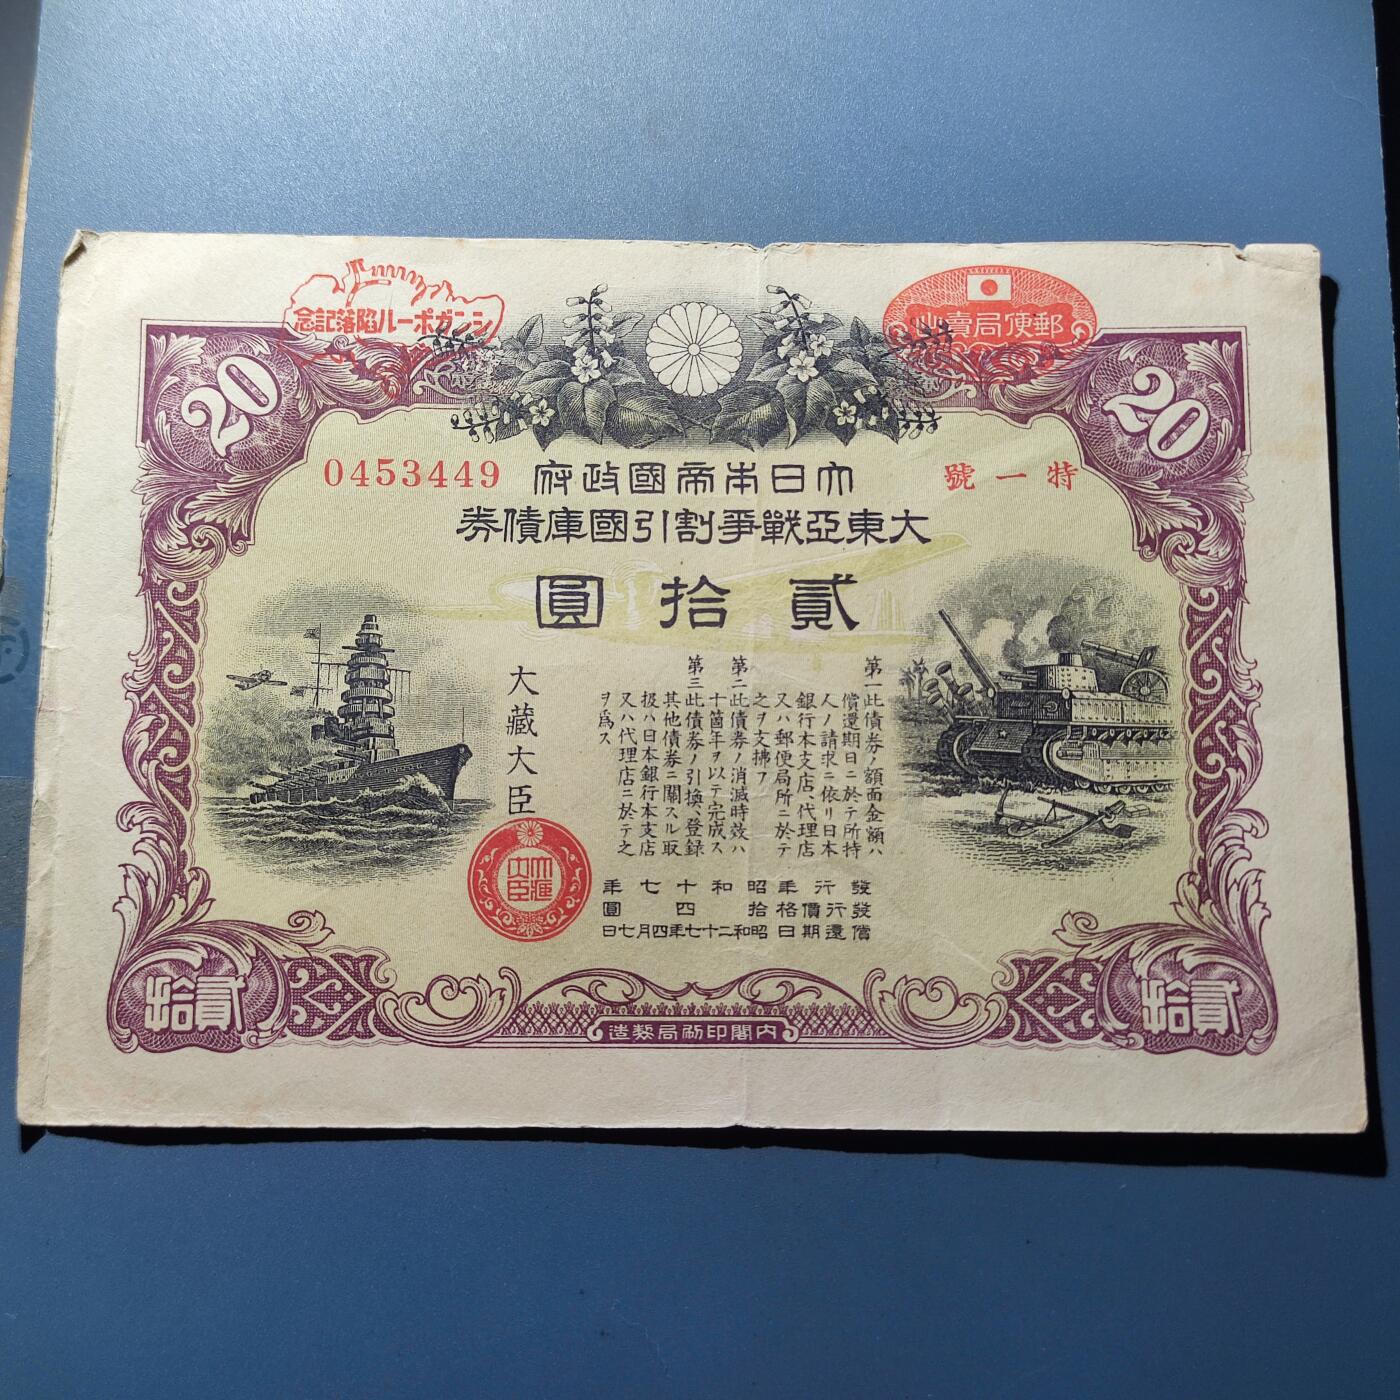 シンガポール陷落記念
郵便局賣出
20
20
特一號
0453449
大日本帝國政府
大東亞戰爭割引國庫債券
貳拾圓
第一此債券ノ額面金額ハ
償還期日ニ於テ所持
人ノ請求ニ依リ日本
銀行本支店、代理店
又ハ郵便局所ニ於テ
之ヲ支拂フ
第二此債券ノ消滅時效ハ
十箇年ヲ以テ完成ス
第三此債券ノ引換、登錄
其他債券ニ關スル取
扱ハ日本銀行本支店
又ハ代理店ニ於テ之
ヲ爲ス
大藏大臣
大藏大臣
發行年 昭和十七年
發行價格 拾四圓
償還期日 昭和二十七年四月七日
貳拾
貳拾
內閣印刷局製造